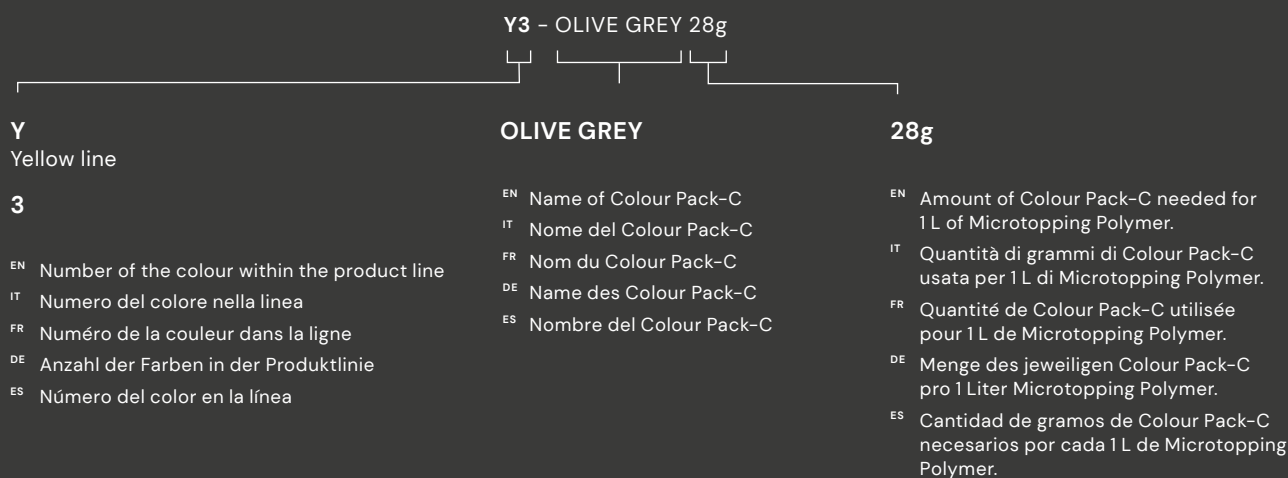 Y3 – OLIVE GREY 28g
Y
Yellow line
3
EN Number of the colour within the product line
IT Numero del colore nella linea
FR Numéro de la couleur dans la ligne
DE Anzahl der Farben in der Produktlinie
ES Número del color en la línea
OLIVE GREY
EN Name of Colour Pack-C
IT Nome del Colour Pack-C
FR Nom du Colour Pack-C
DE Name des Colour Pack-C
ES Nombre del Colour Pack-C
28g
EN Amount of Colour Pack-C needed for
1 L of Microtopping Polymer.
IT Quantità di grammi di Colour Pack-C
usata per 1 L di Microtopping Polymer.
FR Quantité de Colour Pack-C utilisée
pour 1 L de Microtopping Polymer.
DE Menge des jeweiligen Colour Pack-C
pro 1 Liter Microtopping Polymer.
ES Cantidad de gramos de Colour Pack-C
necesarios por cada 1 L de Microtopping
Polymer.